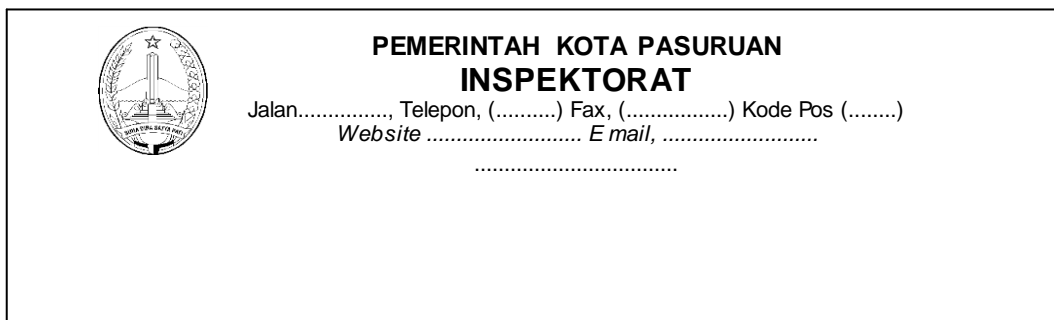 PEMERINTAH KOTA PASURUAN
INSPEKTORAT
Jalan..............., Telepon, (..........) Fax, (.................) Kode Pos (........)
Website .......................... E mail, ..........................
..................................